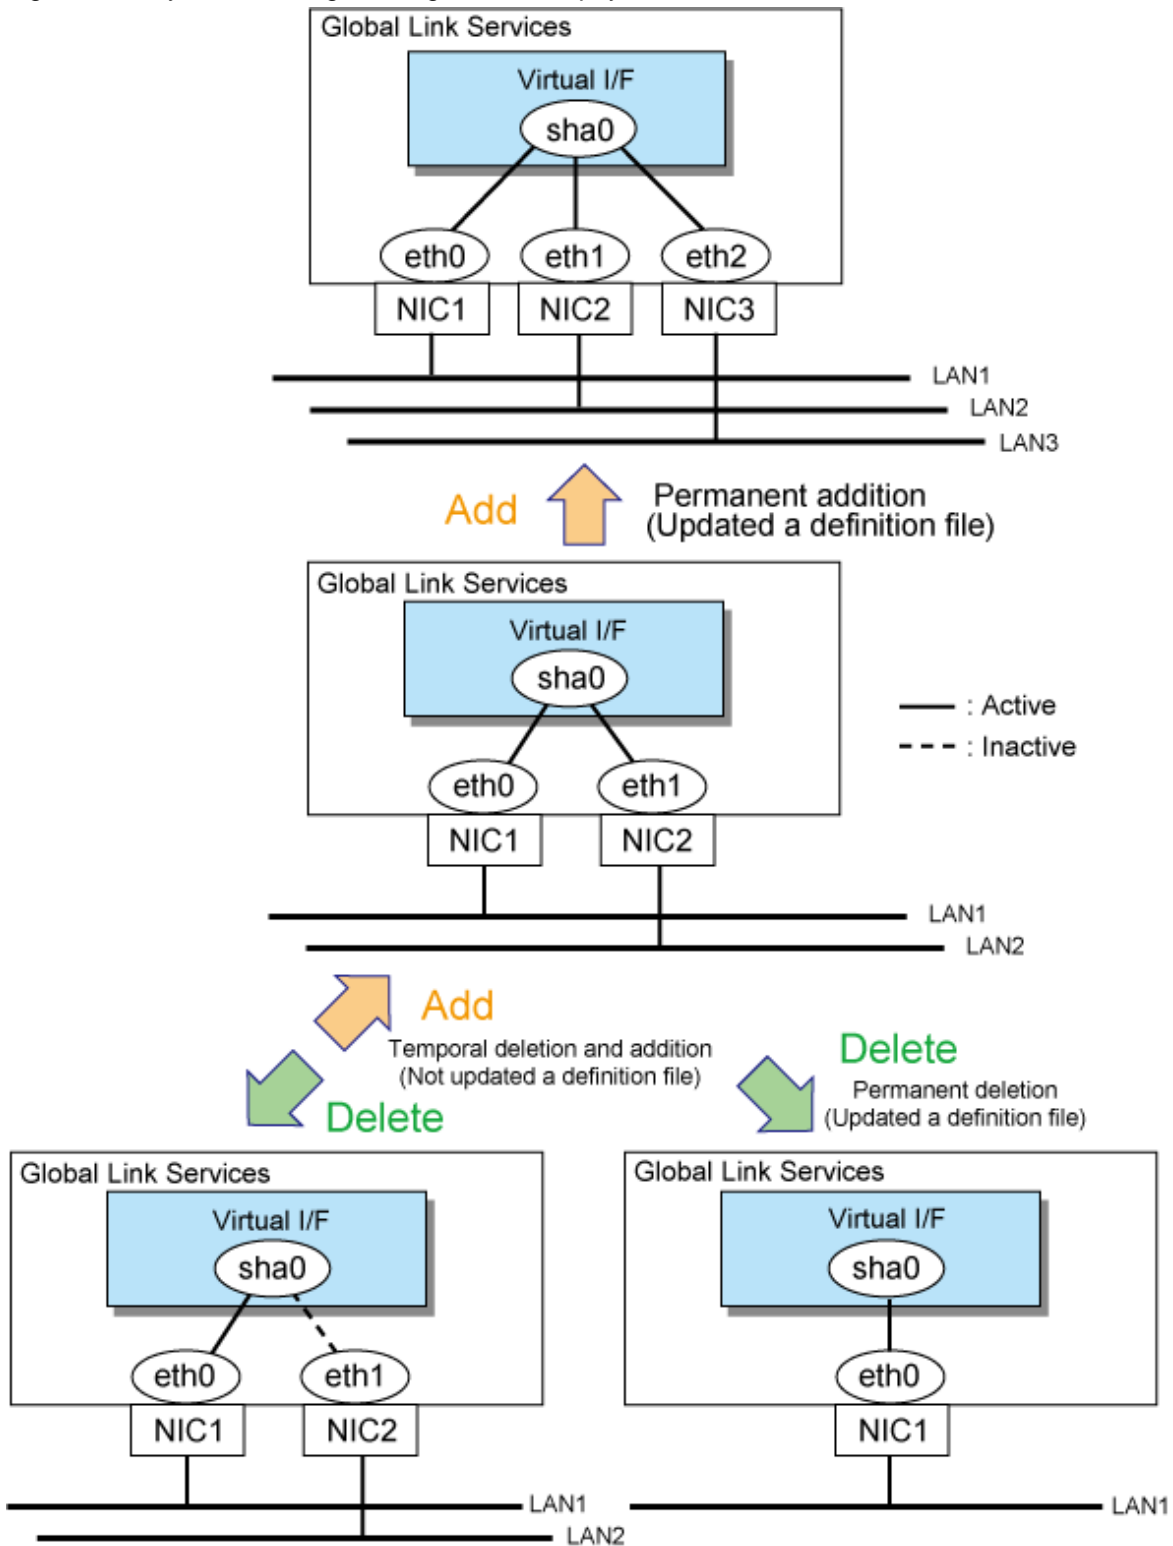 Global Link Services
Virtual I/F
sha0
eth0 eth1 eth2
NIC1 NIC2 NIC3
LAN1
LAN2
LAN3
Add
Permanent addition
(Updated a definition file)
Global Link Services
Virtual I/F
sha0
: Active
: Inactive
eth0 eth1
NIC1 NIC2
LAN1
LAN2
Add
Temporal deletion and addition
(Not updated a definition file)
Delete
Delete
Permanent deletion
(Updated a definition file)
Global Link Services
Virtual I/F
sha0
eth0 eth1
NIC1 NIC2
LAN1
LAN2
Global Link Services
Virtual I/F
sha0
eth0
NIC1
LAN1